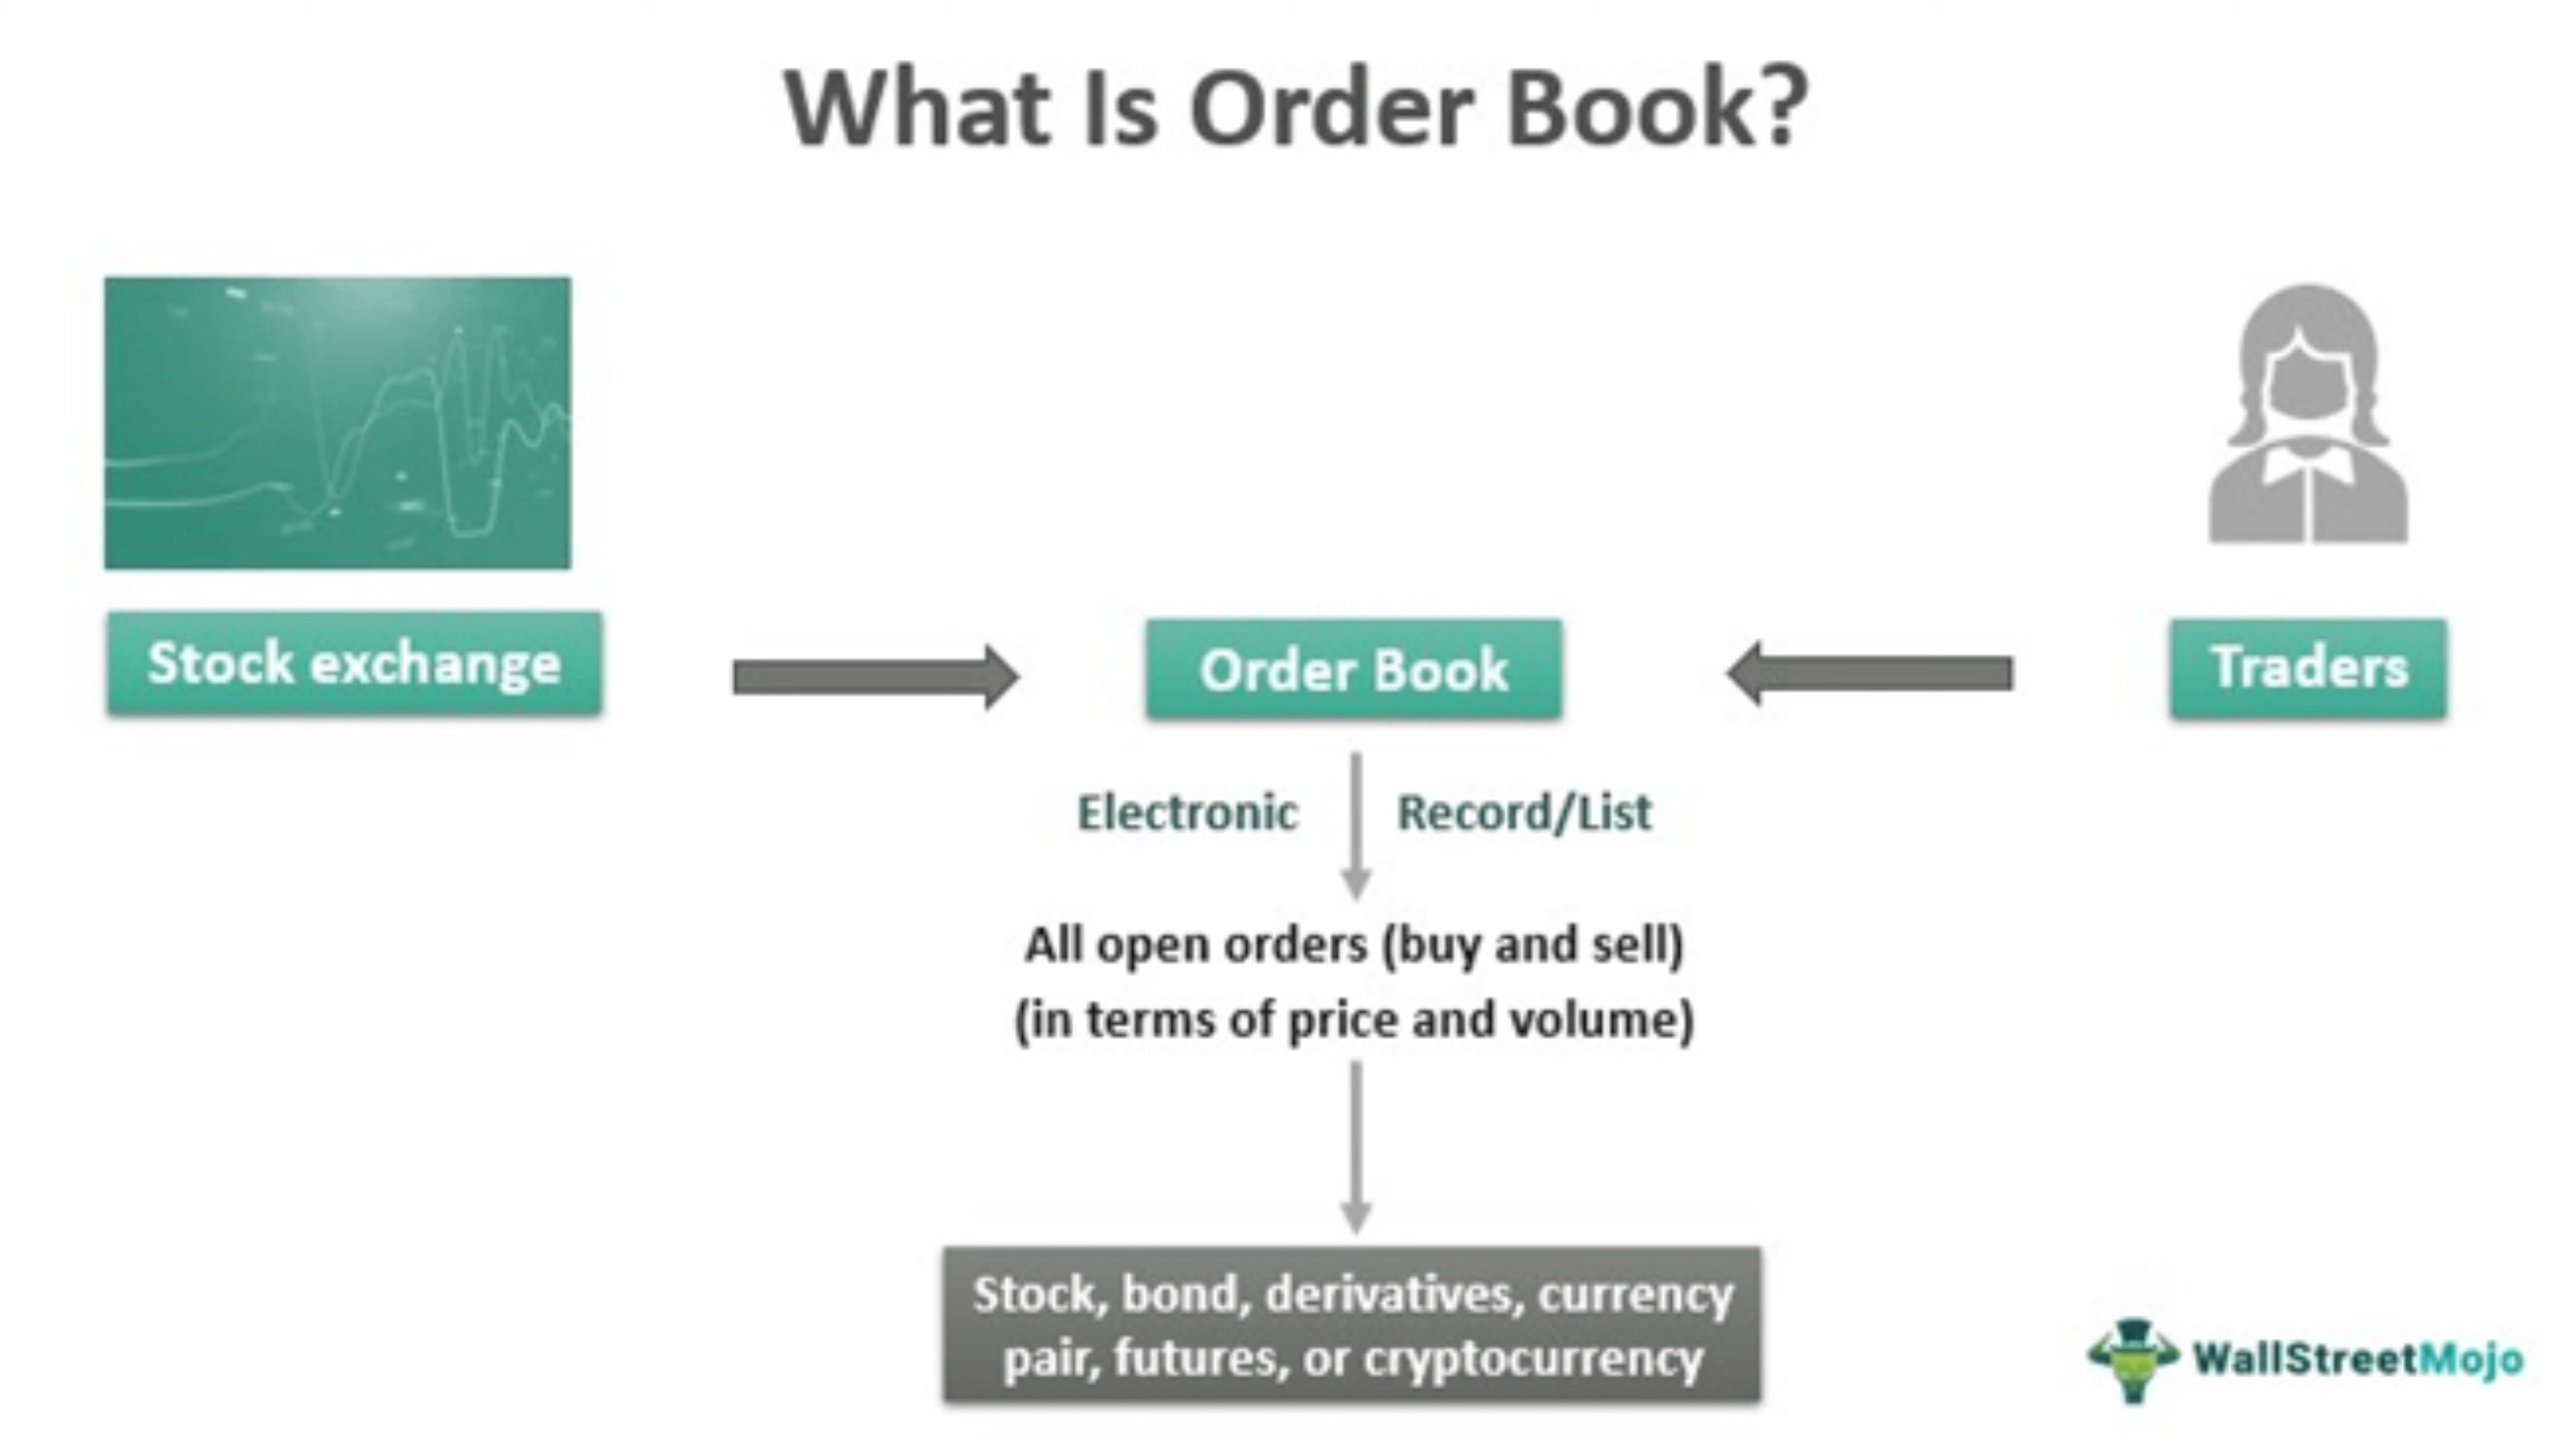 What Is Order Book?
Stock exchange
Order Book
Traders
Electronic Record/List
All open orders (buy and sell)
(in terms of price and volume)
Stock, bond, derivatives, currency
pair, futures, or cryptocurrency
WallStreetMojo